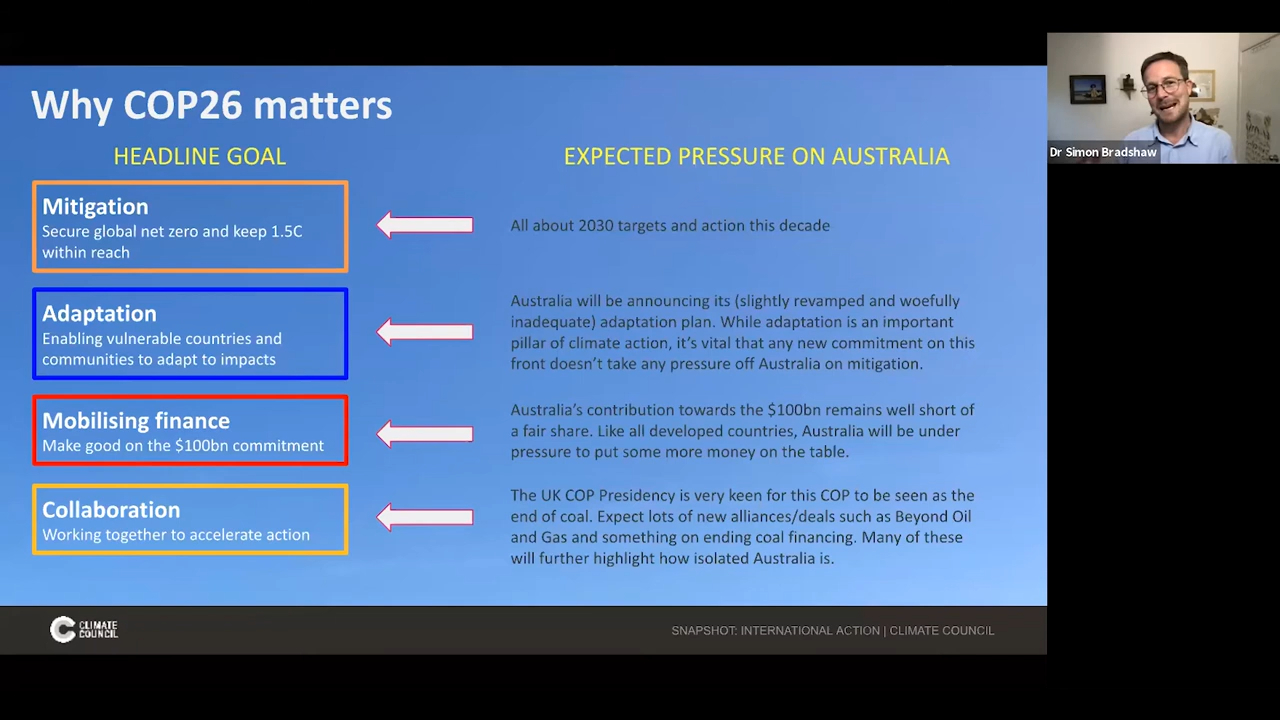 Why COP26 matters
HEADLINE GOAL
EXPECTED PRESSURE ON AUSTRALIA
Mitigation
Secure global net zero and keep 1.5C
within reach
All about 2030 targets and action this decade
Adaptation
Enabling vulnerable countries and
communities to adapt to impacts
Australia will be announcing its (slightly revamped and woefully
inadequate) adaptation plan. While adaptation is an important
pillar of climate action, it's vital that any new commitment on this
front doesn't take any pressure off Australia on mitigation.
Mobilising finance
Make good on the $100bn commitment
Australia's contribution towards the $100bn remains well short of
a fair share. Like all developed countries, Australia will be under
pressure to put some more money on the table.
Collaboration
Working together to accelerate action
The UK COP Presidency is very keen for this COP to be seen as the
end of coal. Expect lots of new alliances/deals such as Beyond Oil
and Gas and something on ending coal financing. Many of these
will further highlight how isolated Australia is.
CLIMATE
COUNCIL
SNAPSHOT: INTERNATIONAL ACTION | CLIMATE COUNCIL
Dr Simon Bradshaw